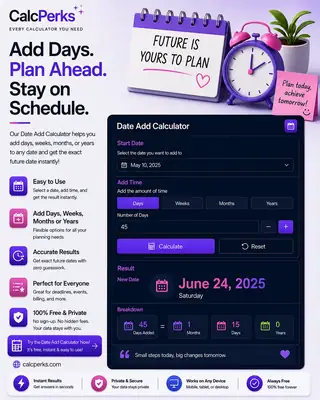 CalcPerks
EVERY CALCULATOR YOU NEED
Add Days.
Plan Ahead.
Stay on
Schedule.
Our Date Add Calculator helps you
add days, weeks, months, or years
to any date and get the exact
future date instantly!
Easy to Use
Select a date, add time, and
get the result instantly.
Add Days, Weeks,
Months or Years
Flexible options for all your
planning needs
Accurate Results
Get exact future dates with
zero guesswork.
Perfect for Everyone
Great for deadlines, events,
billing, and more.
100% Free & Private
No sign-up. No hidden fees.
Your data stays with you.
Try the Date Add Calculator Now!
It's free, instant & easy to use!
calcperks.com
FUTURE IS
YOURS TO PLAN
Plan today,
achieve
tomorrow!
Date Add Calculator
Start Date
Select the date you want to add to
May 10, 2025
Add Time
Add the amount of time
Days Weeks Months Years
Number of Days
45
- +
Calculate Reset
Result
New Date
June 24, 2025
Saturday
Breakdown
45 = 1 15 0
Days Added Months Days Years
Small steps today, big changes tomorrow.
Instant Results
Get answers in seconds
Private & Secure
Your data stays private
Works on Any Device
Mobile, tablet, or desktop
Always Free
100% free forever